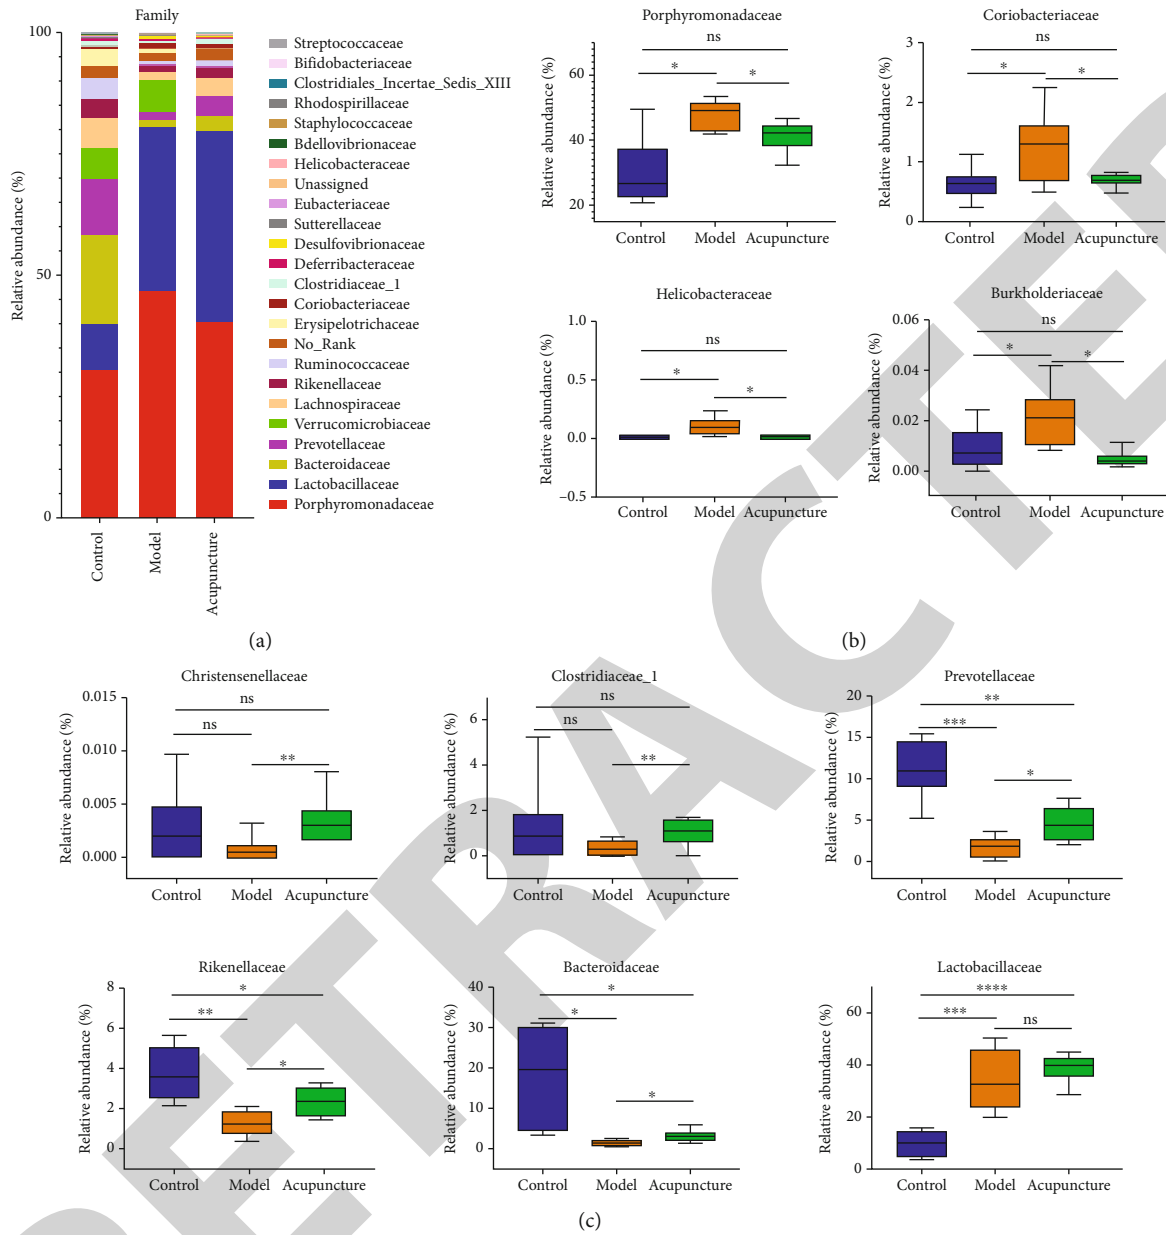 Family
Relative abundance (%)
100
50
0
Control
Model
Acupuncture
Streptococcaceae
Bifidobacteriaceae
Clostridiales_Incertae_Sedis_XIII
Rhodospirillaceae
Staphylococcaceae
Bdellovibrionaceae
Helicobacteraceae
Unassigned
Eubacteriaceae
Sutterellaceae
Desulfovibrionaceae
Deferribacteraceae
Clostridiaceae_1
Coriobacteriaceae
Erysipelotrichaceae
No_Rank
Ruminococcaceae
Rikenellaceae
Lachnospiraceae
Verrucomicrobiaceae
Prevotellaceae
Bacteroidaceae
Lactobacillaceae
Porphyromonadaceae
(a)
Porphyromonadaceae
Relative abundance (%)
60
40
20
ns
*
*
Control Model Acupuncture
Coriobacteriaceae
Relative abundance (%)
3
2
1
0
ns
*
*
Control Model Acupuncture
Helicobacteraceae
Relative abundance (%)
1.0
0.5
0.0
−0.5
ns
*
*
Control Model Acupuncture
Burkholderiaceae
Relative abundance (%)
0.06
0.04
0.02
0.00
ns
*
*
Control Model Acupuncture
(b)
Christensenellaceae
Relative abundance (%)
0.015
0.010
0.005
0.000
ns
ns
**
Control Model Acupuncture
Clostridiaceae_1
Relative abundance (%)
6
4
2
0
ns
ns
**
Control Model Acupuncture
Prevotellaceae
Relative abundance (%)
20
15
10
5
0
**
***
*
Control Model Acupuncture
Rikenellaceae
Relative abundance (%)
8
6
4
2
0
*
**
*
Control Model Acupuncture
Bacteroidaceae
Relative abundance (%)
40
30
20
10
0
*
*
*
Control Model Acupuncture
Lactobacillaceae
Relative abundance (%)
60
40
20
0
****
***
ns
Control Model Acupuncture
(c)
RETRACTED